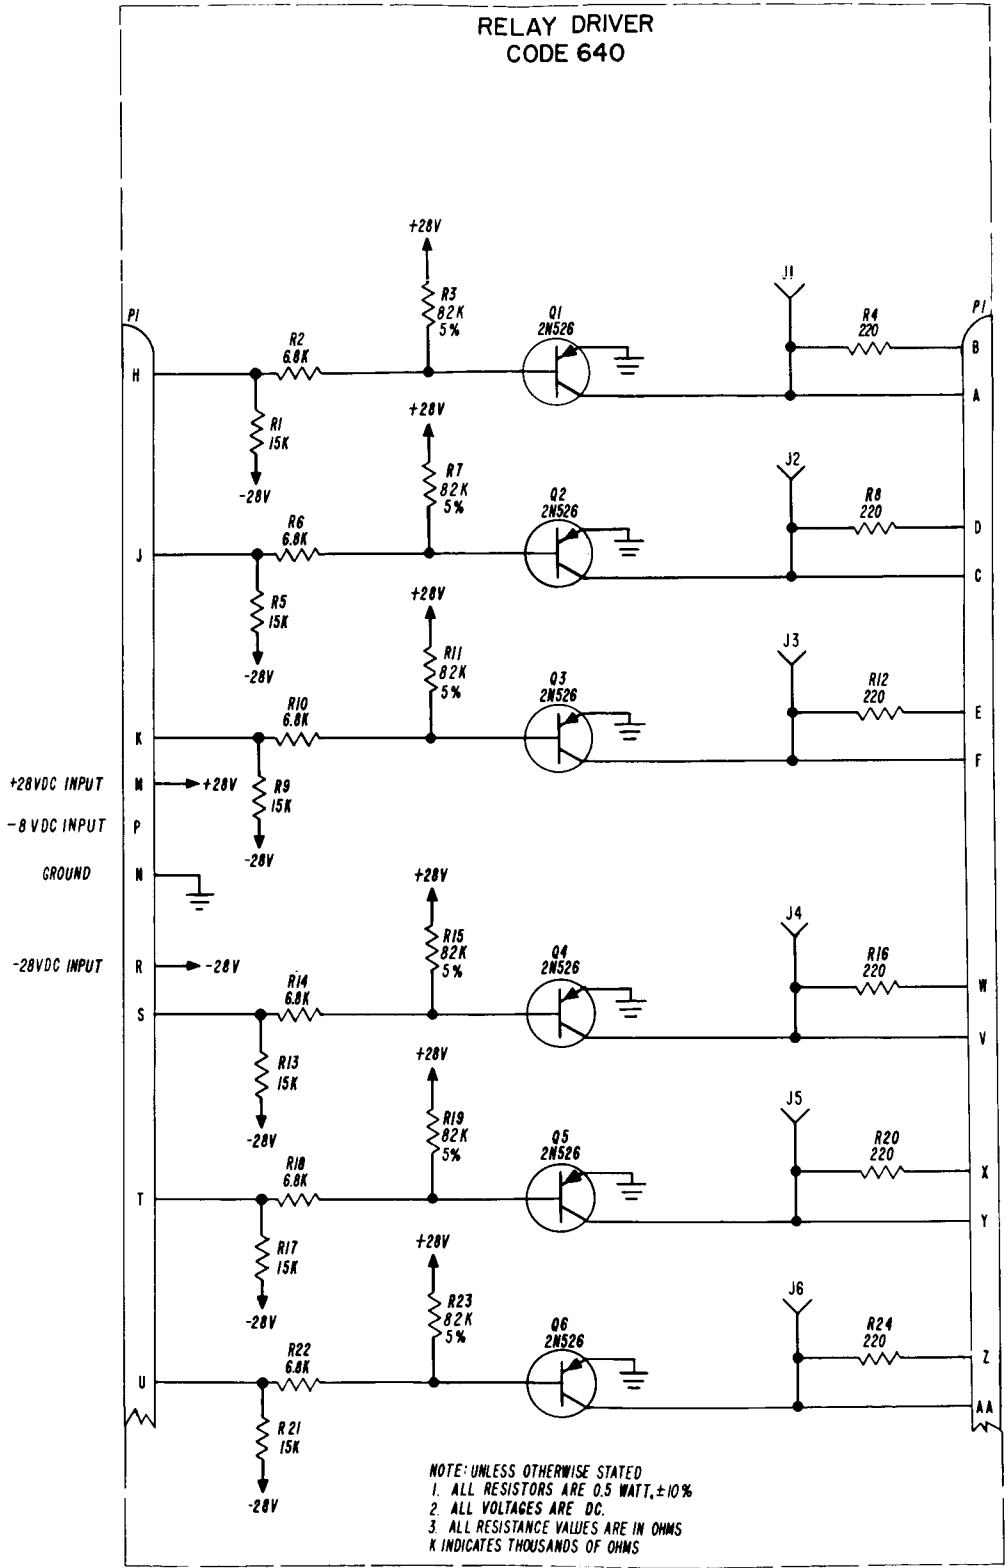 RELAY DRIVER
CODE 640
+28V
J1
R3
82K
5%
Q1
2N526
R4
220
P1
P1
R2
6.8K
B
H
A
R1
15K
+28V
-28V
J2
R7
82K
5%
Q2
2N526
R8
220
R6
6.8K
D
J
C
R5
15K
+28V
-28V
J3
R11
82K
5%
Q3
2N526
R12
220
R10
6.8K
E
K
F
+28VDC INPUT
M
+28V
R9
15K
-8VDC INPUT
P
-28V
GROUND
N
+28V
J4
R15
82K
5%
Q4
2N526
R16
220
-28VDC INPUT
R
-28V
R14
6.8K
W
S
V
R13
15K
+28V
-28V
J5
R19
82K
5%
Q5
2N526
R20
220
R18
6.8K
X
T
Y
R17
15K
+28V
-28V
J6
R23
82K
5%
Q6
2N526
R24
220
R22
6.8K
Z
U
AA
R21
15K
-28V
NOTE: UNLESS OTHERWISE STATED
1. ALL RESISTORS ARE 0.5 WATT, ±10%
2. ALL VOLTAGES ARE DC.
3. ALL RESISTANCE VALUES ARE IN OHMS
K INDICATES THOUSANDS OF OHMS